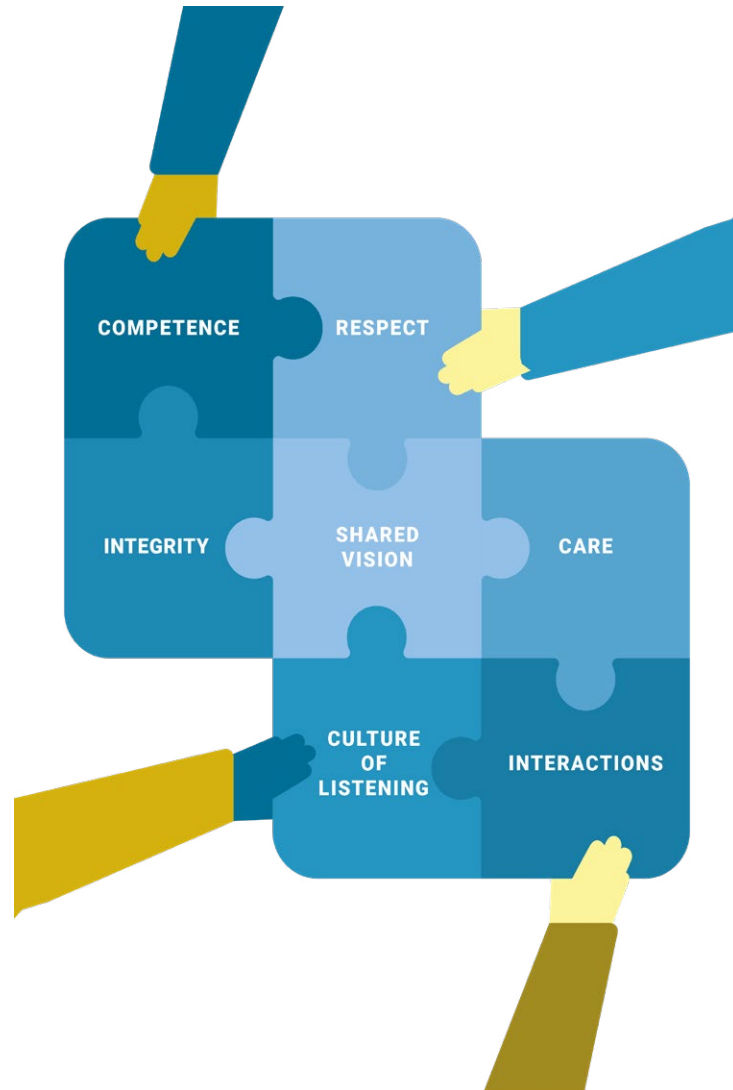 COMPETENCE
RESPECT
INTEGRITY
SHARED
VISION
CARE
CULTURE
OF
LISTENING
INTERACTIONS